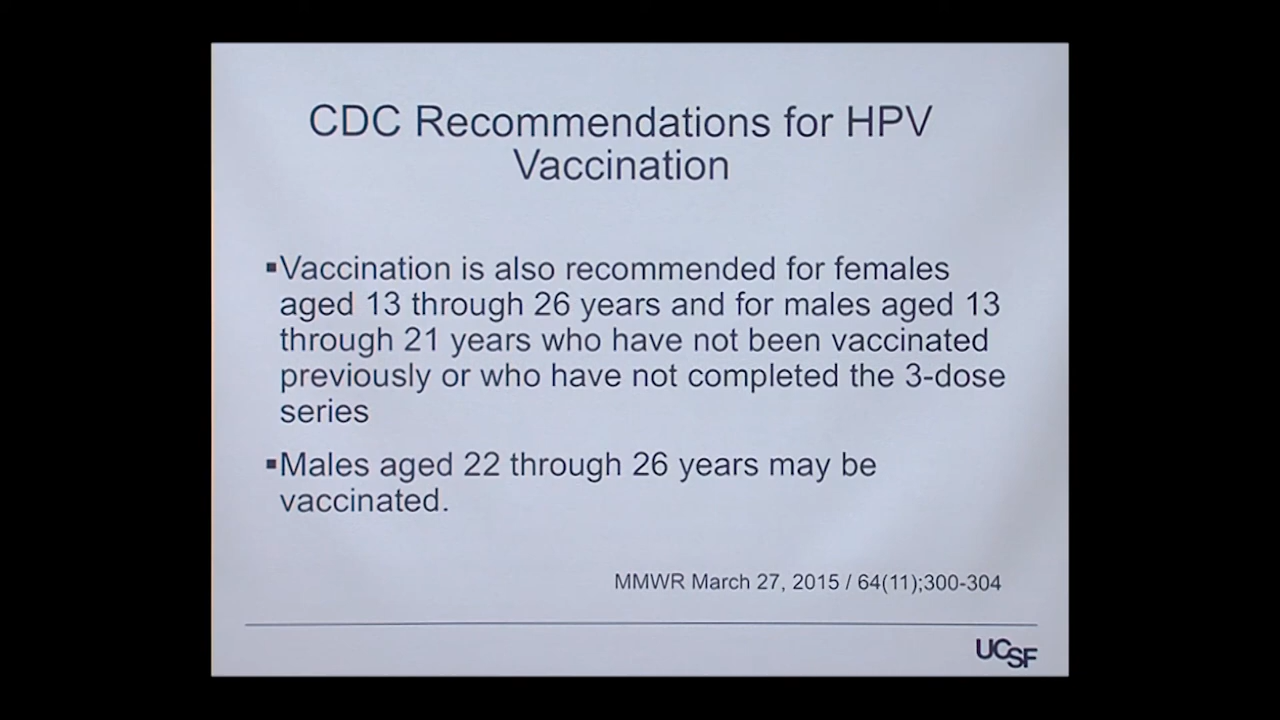 CDC Recommendations for HPV
Vaccination
▪Vaccination is also recommended for females
aged 13 through 26 years and for males aged 13
through 21 years who have not been vaccinated
previously or who have not completed the 3-dose
series
▪Males aged 22 through 26 years may be
vaccinated.
MMWR March 27, 2015 / 64(11);300-304
UCSF